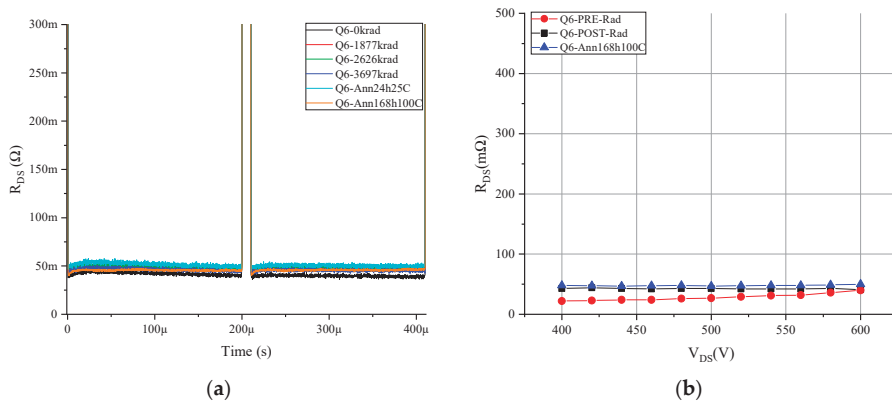 300m
250m
200m
150m
100m
50m
0
R_DS (Ω)
Q6-0krad
Q6-1877krad
Q6-2626krad
Q6-3697krad
Q6-Ann24h25C
Q6-Ann168h100C
0
100µ
200µ
300µ
400µ
Time (s)
(a)
500
400
300
200
100
50
0
R_DS(mΩ)
Q6-PRE-Rad
Q6-POST-Rad
Q6-Ann168h100C
400
450
500
550
600
V_DS(V)
(b)